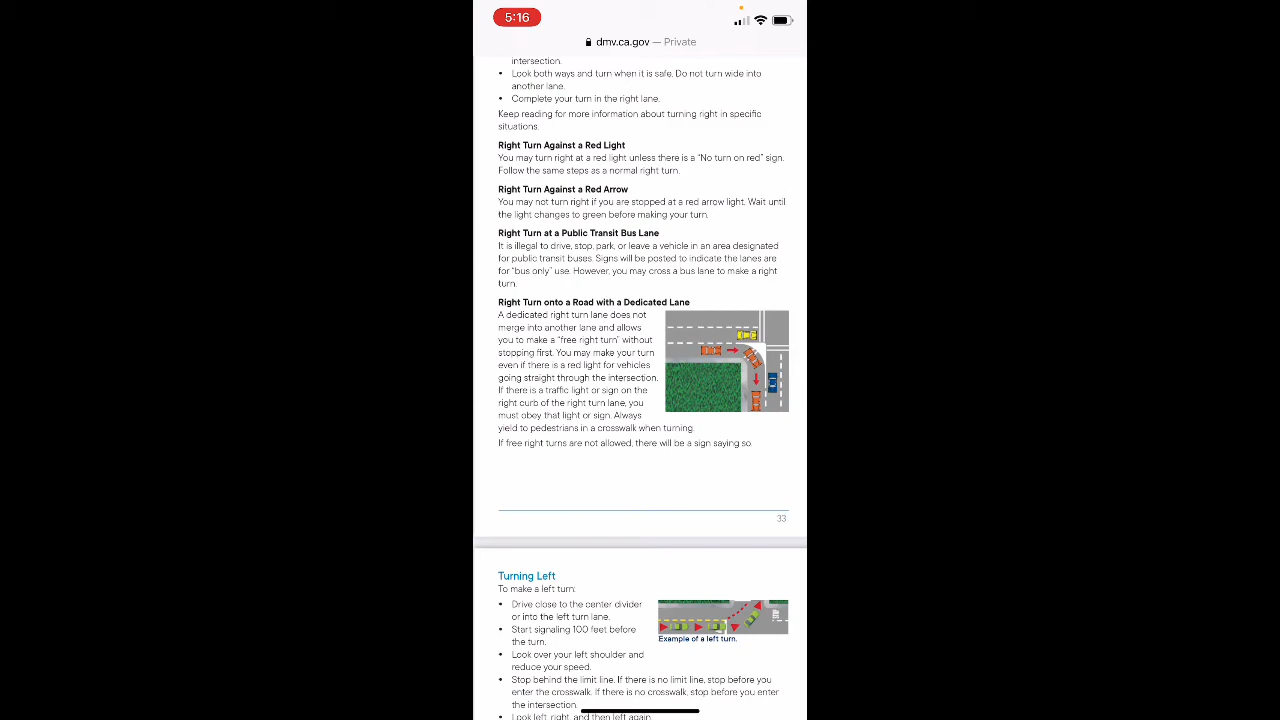 5:16
dmv.ca.gov — Private
intersection.
• Look both ways and turn when it is safe. Do not turn wide into
another lane.
• Complete your turn in the right lane.
Keep reading for more information about turning right in specific
situations.
Right Turn Against a Red Light
You may turn right at a red light unless there is a “No turn on red” sign.
Follow the same steps as a normal right turn.
Right Turn Against a Red Arrow
You may not turn right if you are stopped at a red arrow light. Wait until
the light changes to green before making your turn.
Right Turn at a Public Transit Bus Lane
It is illegal to drive, stop, park, or leave a vehicle in an area designated
for public transit buses. Signs will be posted to indicate the lanes are
for “bus only” use. However, you may cross a bus lane to make a right
turn.
Right Turn onto a Road with a Dedicated Lane
A dedicated right turn lane does not
merge into another lane and allows
you to make a “free right turn” without
stopping first. You may make your turn
even if there is a red light for vehicles
going straight through the intersection.
If there is a traffic light or sign on the
right curb of the right turn lane, you
must obey that light or sign. Always
yield to pedestrians in a crosswalk when turning.
If free right turns are not allowed, there will be a sign saying so.
33
Turning Left
To make a left turn:
• Drive close to the center divider
or into the left turn lane.
• Start signaling 100 feet before
the turn.
• Look over your left shoulder and
reduce your speed.
Example of a left turn.
• Stop behind the limit line. If there is no limit line, stop before you
enter the crosswalk. If there is no crosswalk, stop before you enter
the intersection.
• Look left, right, and then left again.